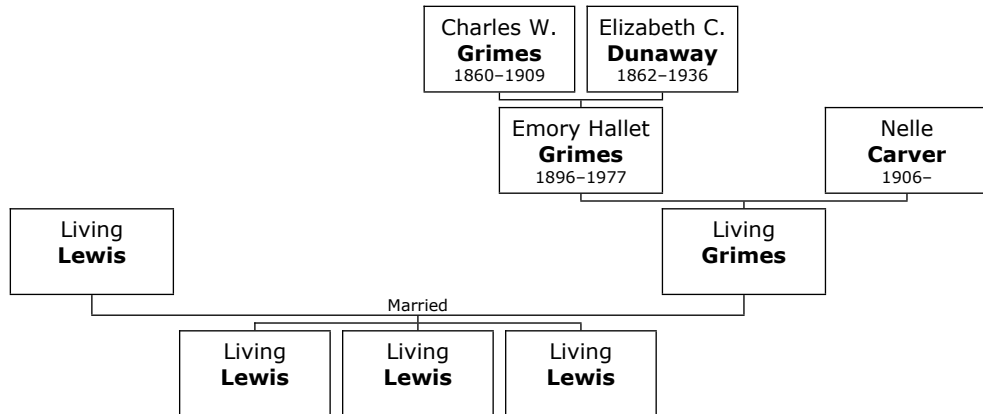 Charles W.
Grimes
1860–1909
Elizabeth C.
Dunaway
1862–1936
Emory Hallet
Grimes
1896–1977
Nelle
Carver
1906–
Living
Lewis
Living
Grimes
Married
Living
Lewis
Living
Lewis
Living
Lewis